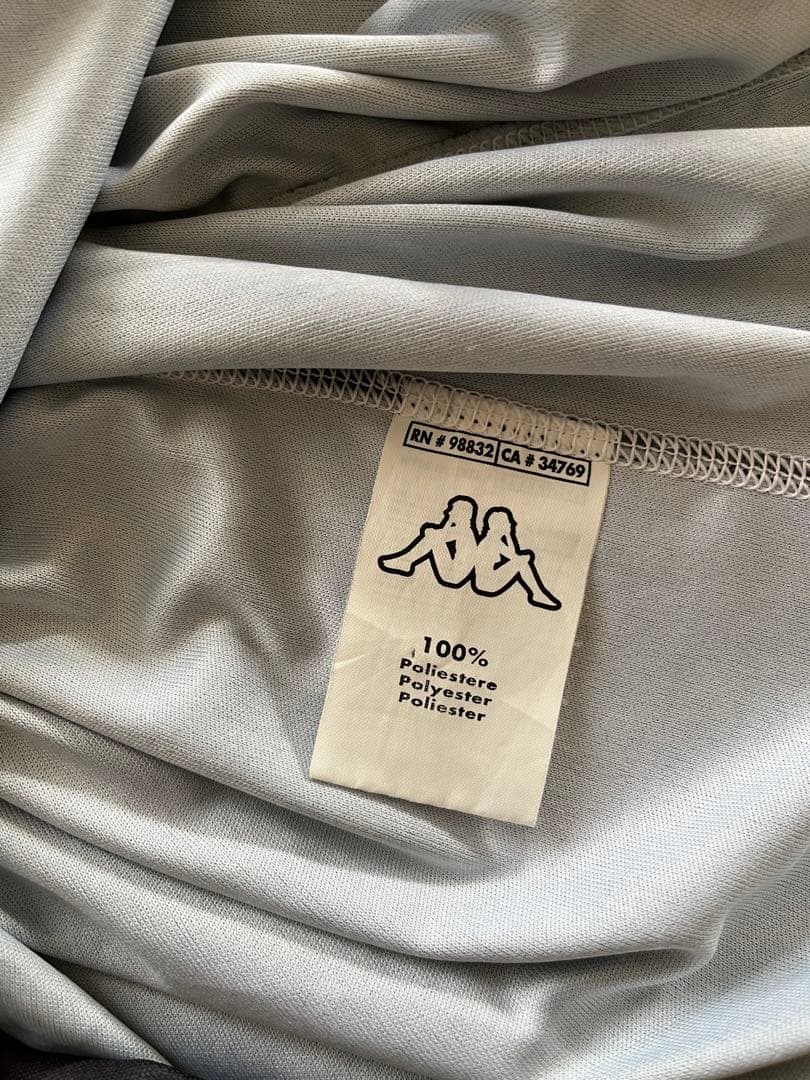 RN # 98832 CA # 34769
100%
Poliestere
Polyester
Poliester